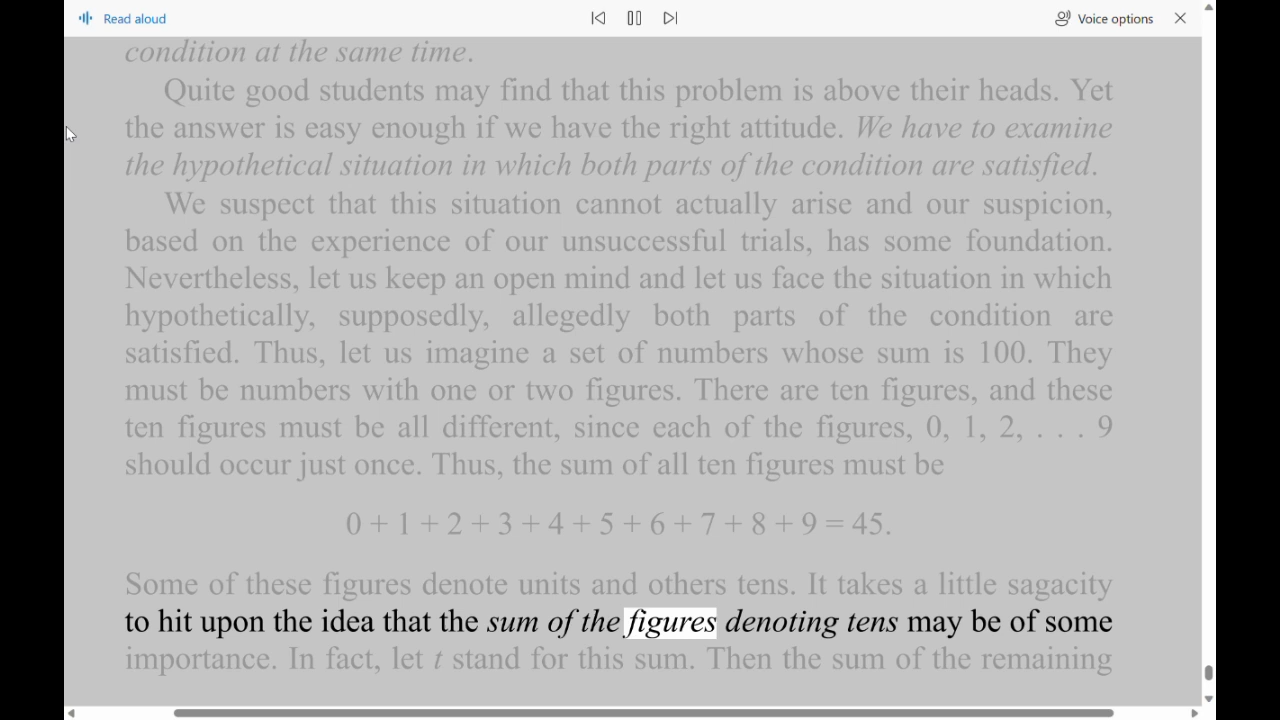 Read aloud
Voice options
condition at the same time.
Quite good students may find that this problem is above their heads. Yet
the answer is easy enough if we have the right attitude. We have to examine
the hypothetical situation in which both parts of the condition are satisfied.
We suspect that this situation cannot actually arise and our suspicion,
based on the experience of our unsuccessful trials, has some foundation.
Nevertheless, let us keep an open mind and let us face the situation in which
hypothetically, supposedly, allegedly both parts of the condition are
satisfied. Thus, let us imagine a set of numbers whose sum is 100. They
must be numbers with one or two figures. There are ten figures, and these
ten figures must be all different, since each of the figures, 0, 1, 2, . . . 9
should occur just once. Thus, the sum of all ten figures must be
0 + 1 + 2 + 3 + 4 + 5 + 6 + 7 + 8 + 9 = 45.
Some of these figures denote units and others tens. It takes a little sagacity
to hit upon the idea that the sum of the figures denoting tens may be of some
importance. In fact, let t stand for this sum. Then the sum of the remaining